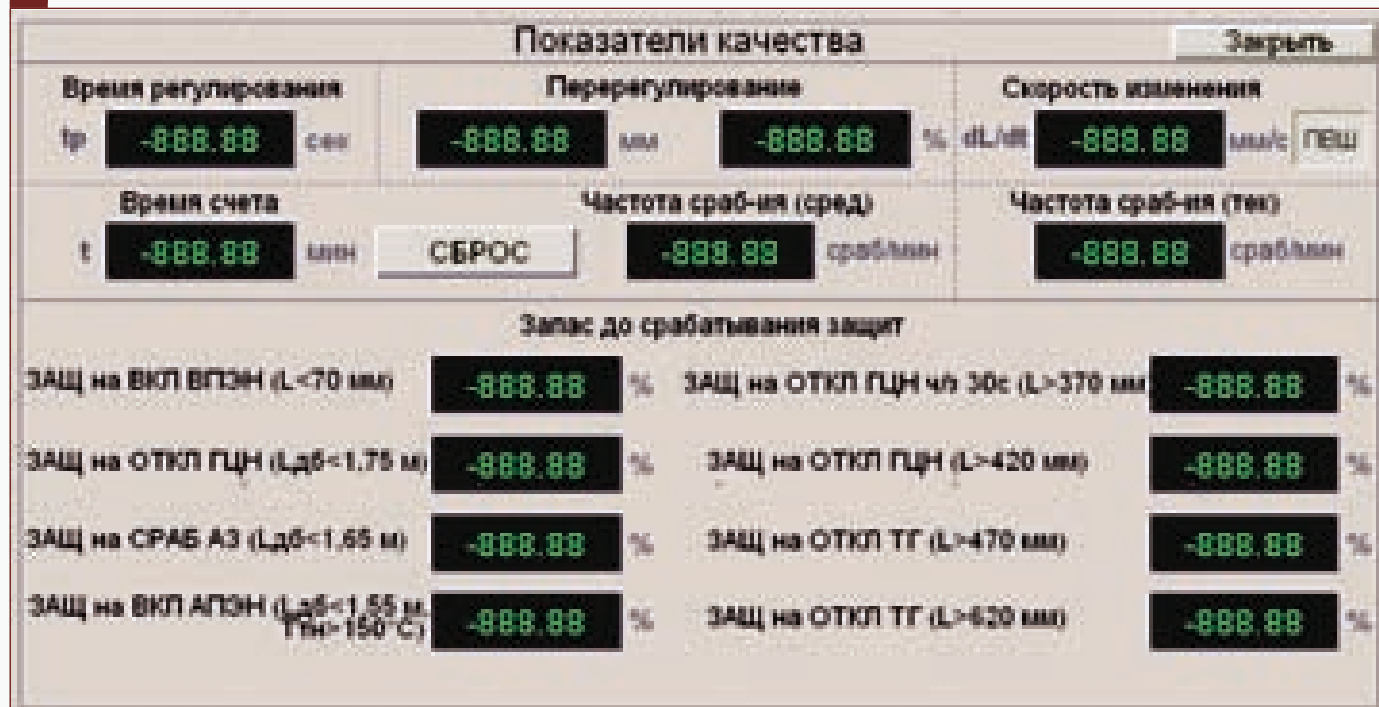 Показатели качества
Закрыть
Время регулирования
Перерегулирование
Скорость изменения
tp -888.88 сек
-888.88 мм -888.88 %
dL/dt -888.88 мм/с ПВШ
Время счета
Частота сраб-ия (сред)
Частота сраб-ия (тек)
t -888.88 мин СБРОС -888.88 сраб/мин
-888.88 сраб/мин
Запас до срабатывания защит
ЗАЩ на ВКЛ ВПЭН (L<70 мм) -888.88 %
ЗАЩ на ОТКЛ ГЦН ч/з 30с (L>370 мм -888.88 %
ЗАЩ на ОТКЛ ГЦН (Lдб<1,75 м) -888.88 %
ЗАЩ на ОТКЛ ГЦН (L>420 мм) -888.88 %
ЗАЩ на СРАБ АЗ (Lдб<1,65 м) -888.88 %
ЗАЩ на ОТКЛ ТГ (L>470 мм) -888.88 %
ЗАЩ на ВКЛ АПЭН (Lдб<1,55 м,
Ттн>150°С) -888.88 %
ЗАЩ на ОТКЛ ТГ (L>620 мм) -888.88 %